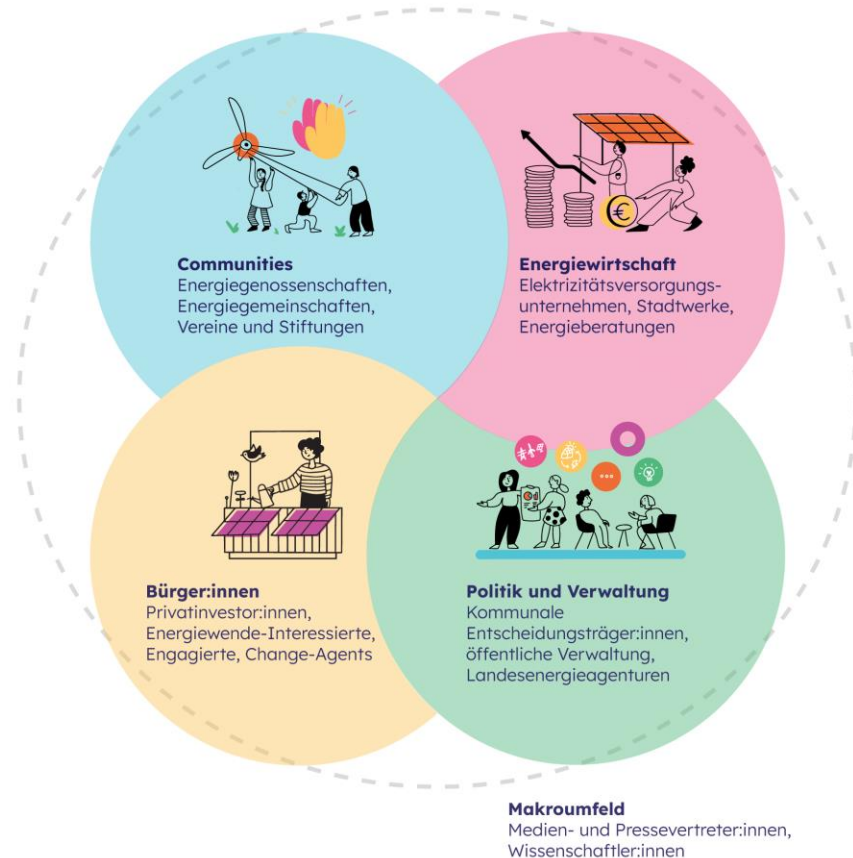 Communities
Energiegenossenschaften,
Energiegemeinschaften,
Vereine und Stiftungen
Energiewirtschaft
Elektrizitätsversorgungs-
unternehmen, Stadtwerke,
Energieberatungen
Bürger:innen
Privatinvestor:innen,
Energiewende-Interessierte,
Engagierte, Change-Agents
Politik und Verwaltung
Kommunale
Entscheidungsträger:innen,
öffentliche Verwaltung,
Landesenergieagenturen
Makroumfeld
Medien- und Pressevertreter:innen,
Wissenschaftler:innen